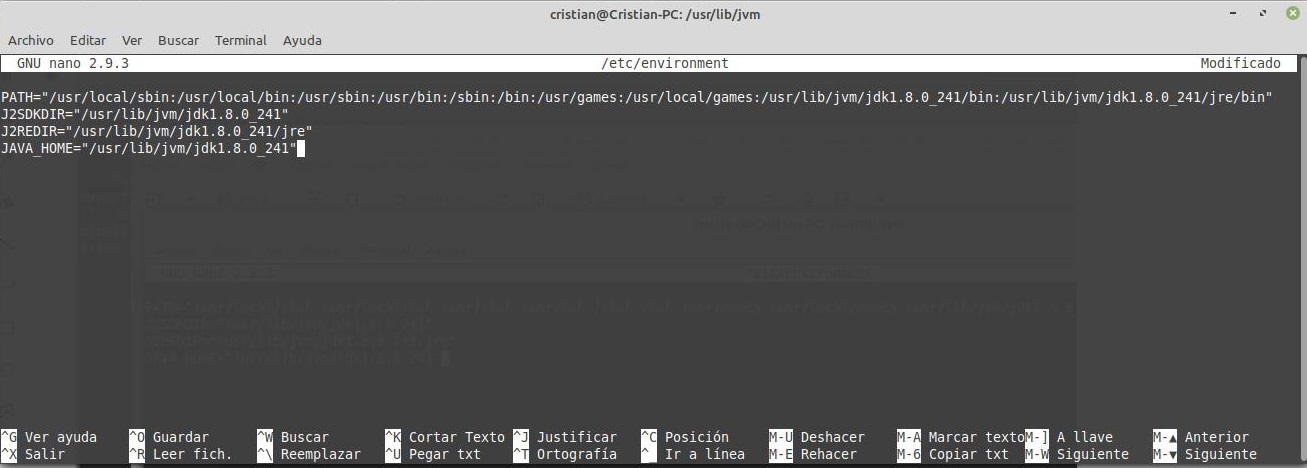 cristian@Cristian-PC: /usr/lib/jvm
Archivo Editar Ver Buscar Terminal Ayuda
GNU nano 2.9.3 /etc/environment Modificado
PATH="/usr/local/sbin:/usr/local/bin:/usr/sbin:/usr/bin:/sbin:/bin:/usr/games:/usr/local/games:/usr/lib/jvm/jdk1.8.0_241/bin:/usr/lib/jvm/jdk1.8.0_241/jre/bin"
J2SDKDIR="/usr/lib/jvm/jdk1.8.0_241"
J2REDIR="/usr/lib/jvm/jdk1.8.0_241/jre"
JAVA_HOME="/usr/lib/jvm/jdk1.8.0_241"
^G Ver ayuda ^O Guardar ^W Buscar ^K Cortar Texto ^J Justificar ^C Posición M-U Deshacer M-A Marcar texto M-] A llave M-▲ Anterior
^X Salir ^R Leer fich. ^\ Reemplazar ^U Pegar txt ^T Ortografía ^_ Ir a línea M-E Rehacer M-6 Copiar txt M-W Siguiente M-▼ Siguiente